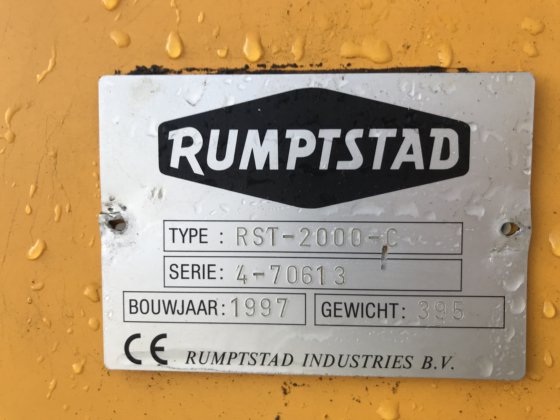 RUMPTSTAD
TYPE : RST-2000-C
SERIE: 4-70613
BOUWJAAR: 1997 GEWICHT: 395
CE RUMPTSTAD INDUSTRIES B.V.